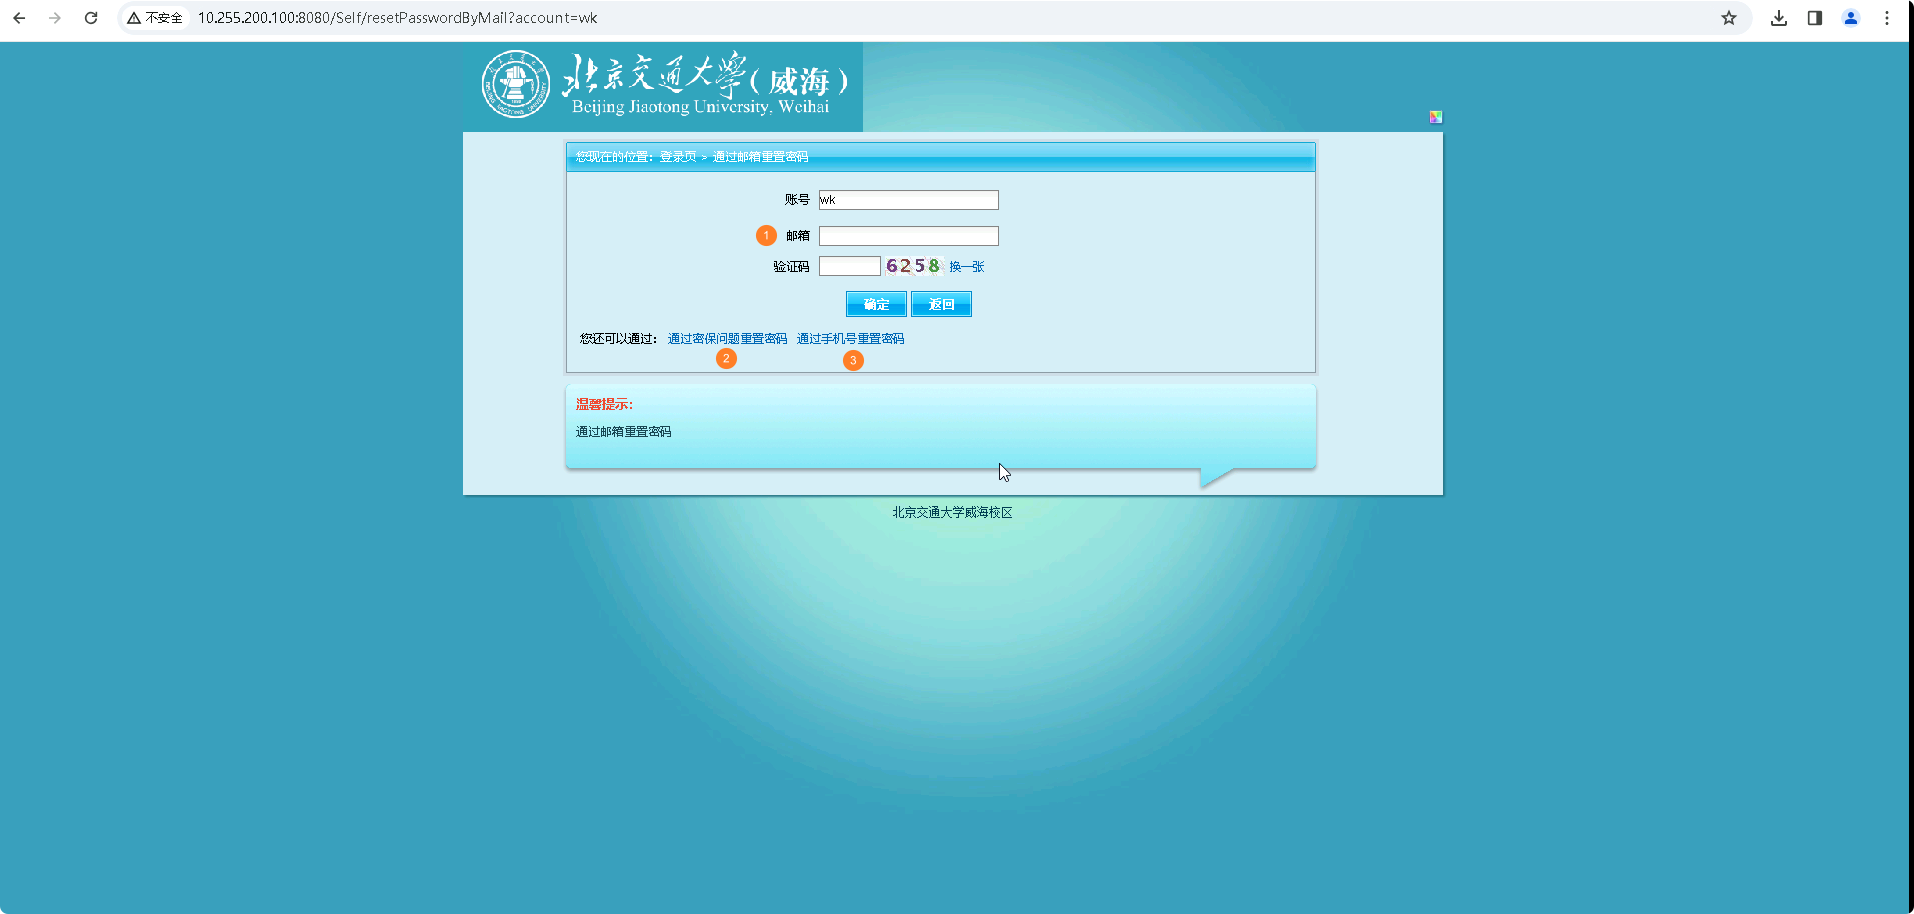 不安全 10.255.200.100:8080/Self/resetPasswordByMail?account=wk
北京交通大学(威海)
Beijing Jiaotong University, Weihai
您现在的位置：登录页 > 通过邮箱重置密码
账号 wk
1 邮箱
验证码 6258 换一张
确定 返回
您还可以通过： 通过密保问题重置密码 通过手机号重置密码
2 3
温馨提示：
通过邮箱重置密码
北京交通大学威海校区